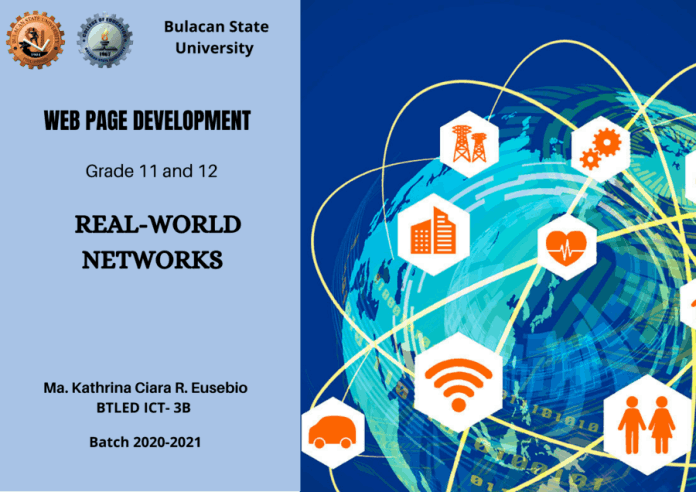 Bulacan State
University
WEB PAGE DEVELOPMENT
Grade 11 and 12
REAL-WORLD
NETWORKS
Ma. Kathrina Ciara R. Eusebio
BTLED ICT- 3B
Batch 2020-2021